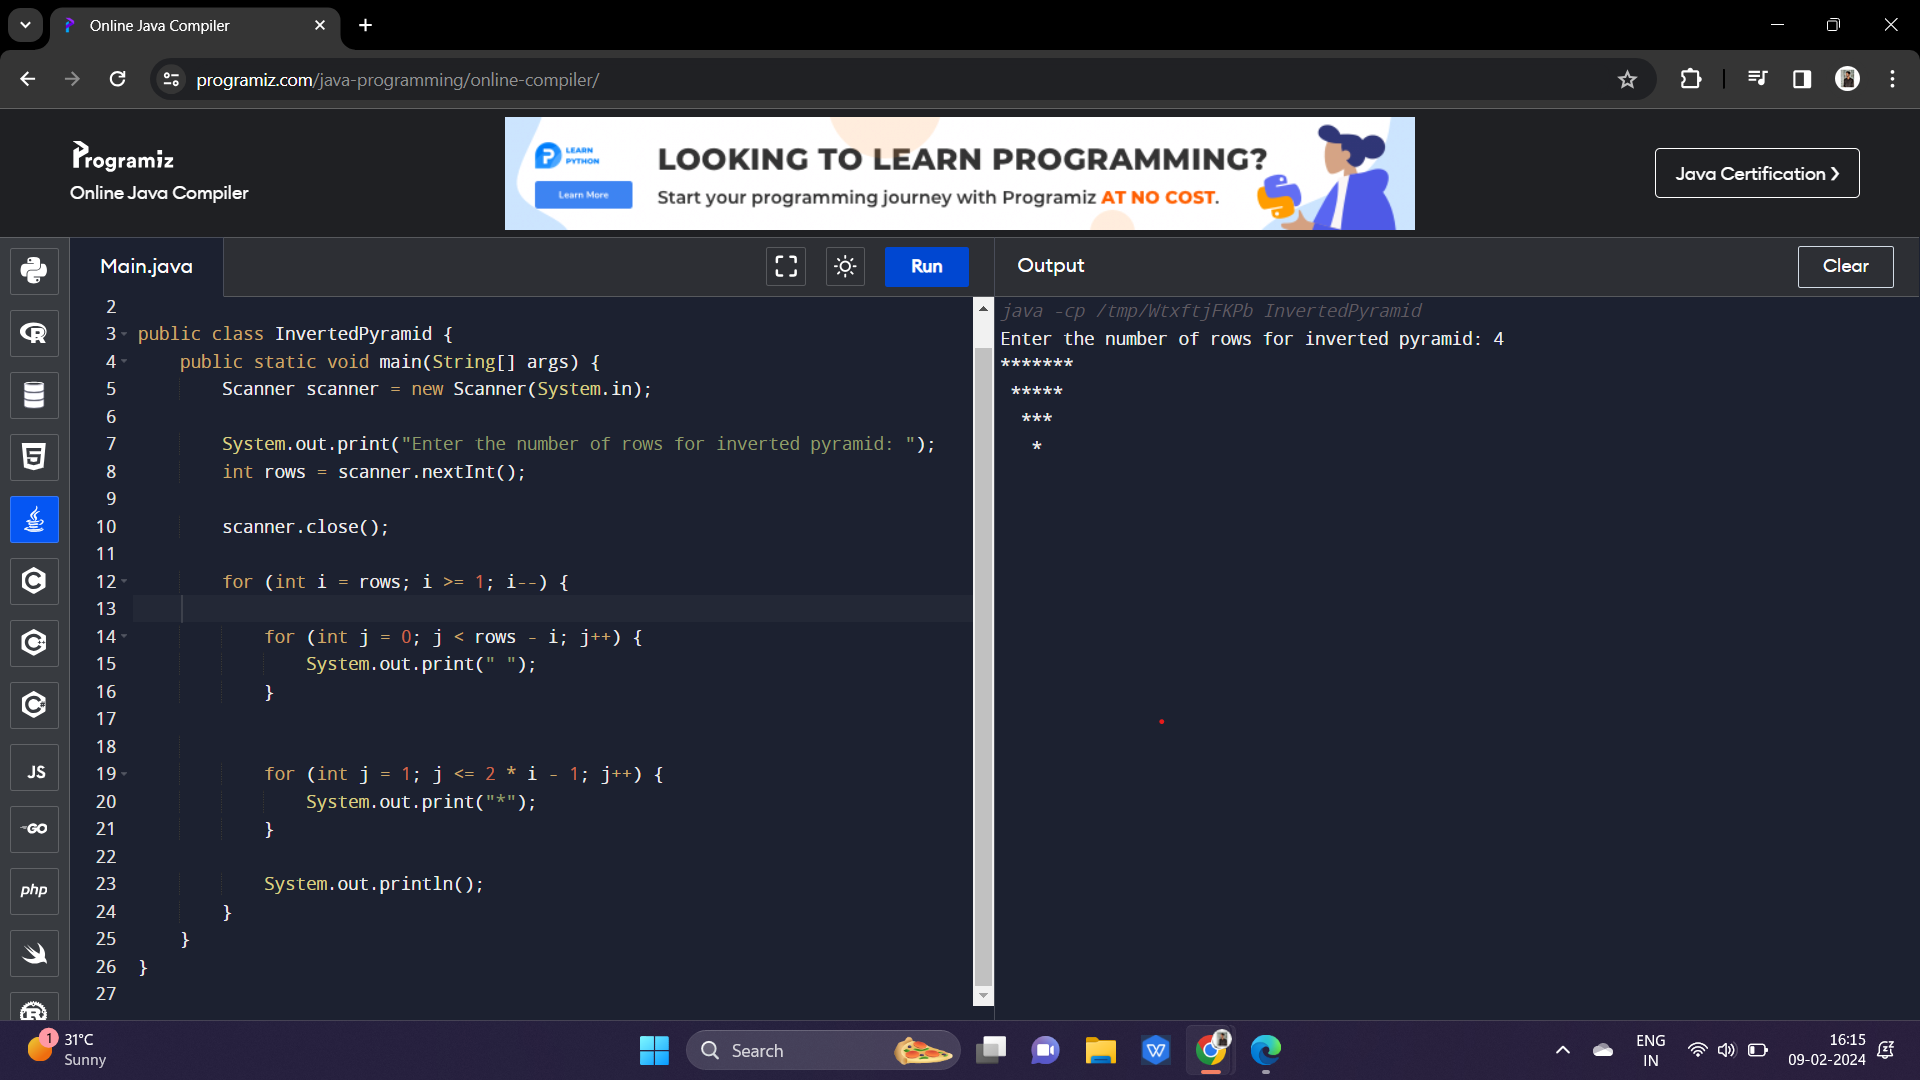 Online Java Compiler
programiz.com/java-programming/online-compiler/
Programiz
Online Java Compiler
LEARN
PYTHON
Learn More
LOOKING TO LEARN PROGRAMMING?
Start your programming journey with Programiz AT NO COST.
Java Certification ❯
Main.java
Run
Output
Clear
2
3 public class InvertedPyramid {
4     public static void main(String[] args) {
5         Scanner scanner = new Scanner(System.in);
6
7         System.out.print("Enter the number of rows for inverted pyramid: ");
8         int rows = scanner.nextInt();
9
10         scanner.close();
11
12         for (int i = rows; i >= 1; i--) {
13
14             for (int j = 0; j < rows - i; j++) {
15                 System.out.print(" ");
16             }
17
18
19             for (int j = 1; j <= 2 * i - 1; j++) {
20                 System.out.print("*");
21             }
22
23             System.out.println();
24         }
25     }
26 }
27
java -cp /tmp/WtxftjFKPb InvertedPyramid
Enter the number of rows for inverted pyramid: 4
*******
 *****
  ***
   *
JS
GO
php
1
31°C
Sunny
Search
ENG
IN
16:15
09-02-2024